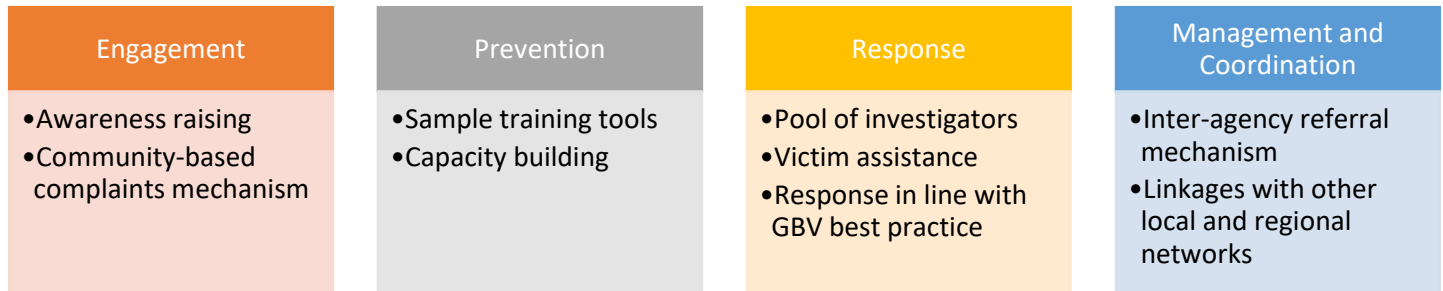 Engagement
•Awareness raising
•Community-based
complaints mechanism
Prevention
•Sample training tools
•Capacity building
Response
•Pool of investigators
•Victim assistance
•Response in line with
GBV best practice
Management and
Coordination
•Inter-agency referral
mechanism
•Linkages with other
local and regional
networks